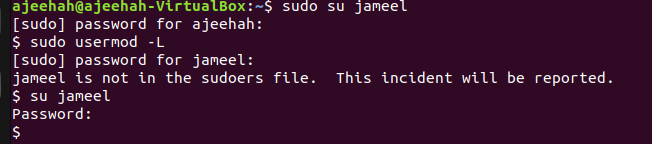 ajeehah@ajeehah-VirtualBox:~$ sudo su jameel
[sudo] password for ajeehah:
$ sudo usermod -L
[sudo] password for jameel:
jameel is not in the sudoers file.  This incident will be reported.
$ su jameel
Password:
$